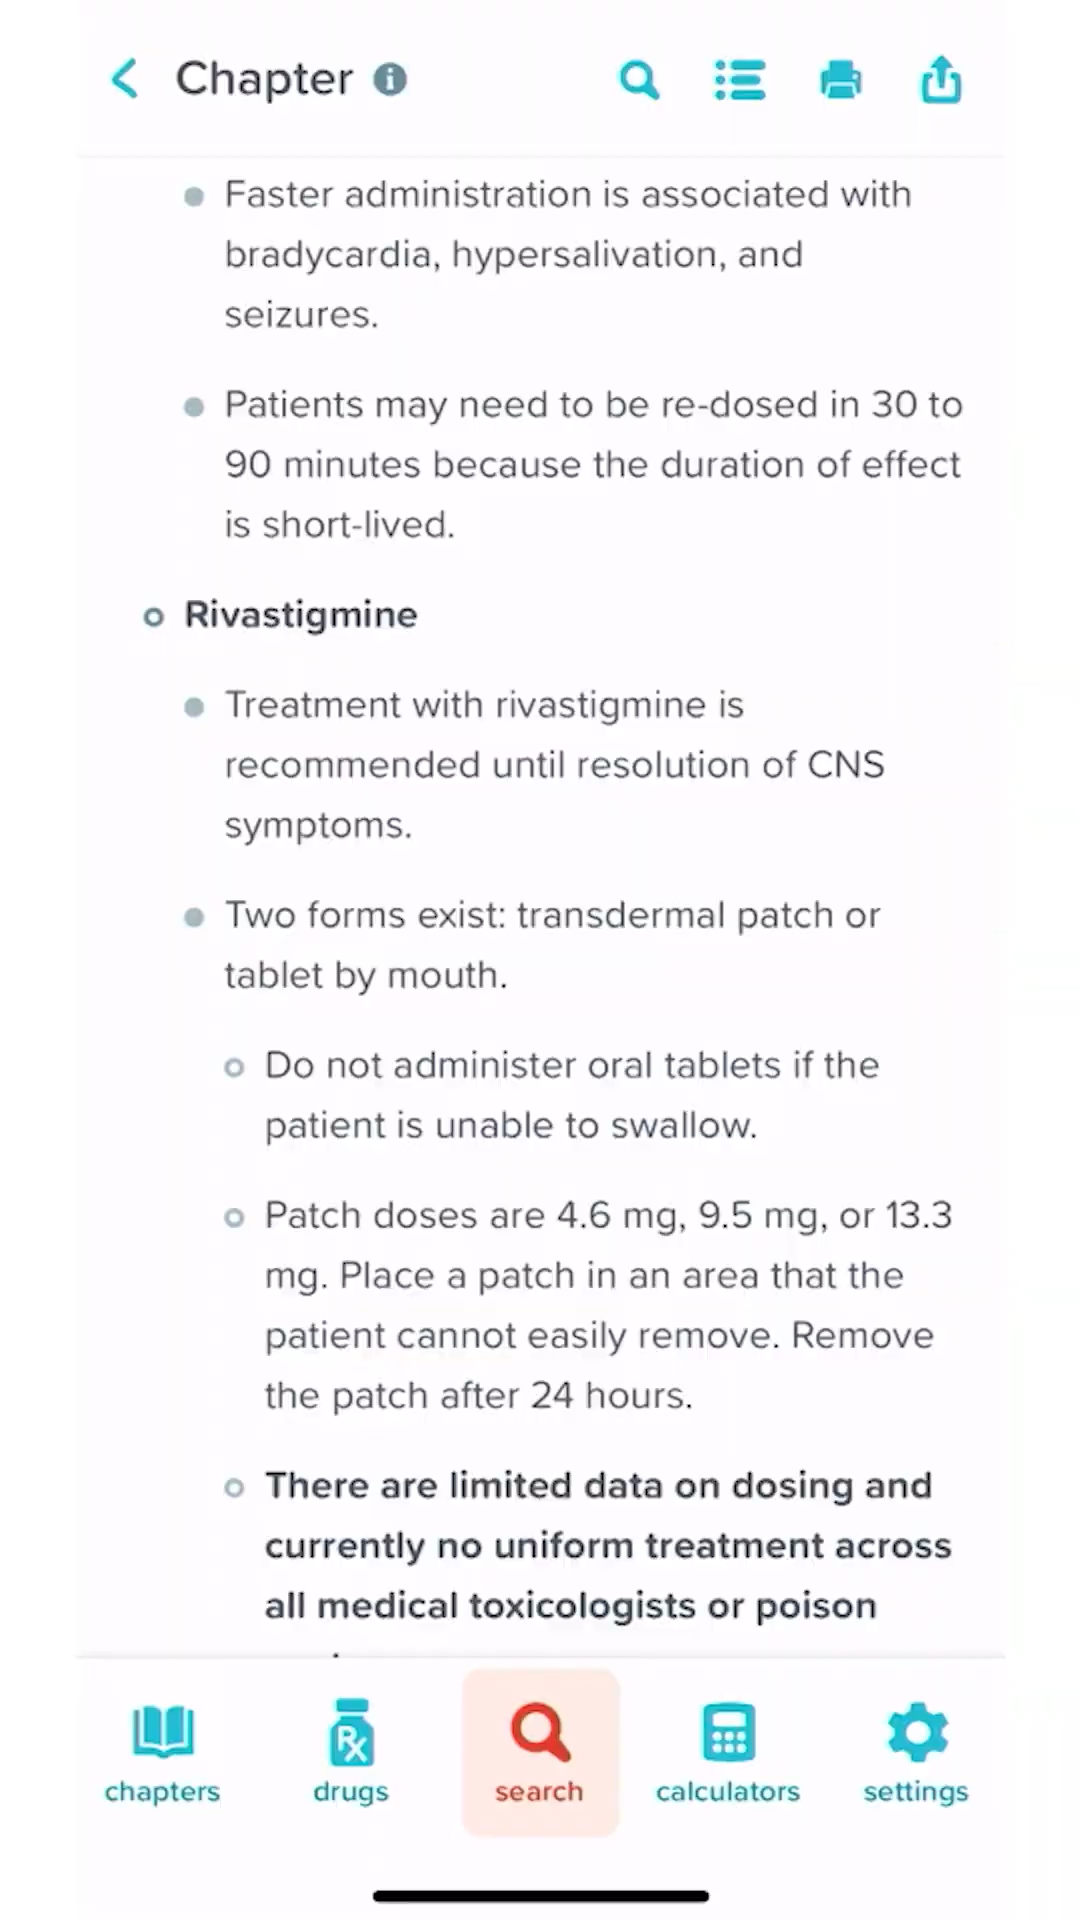 Chapter
Faster administration is associated with
bradycardia, hypersalivation, and
seizures.
Patients may need to be re-dosed in 30 to
90 minutes because the duration of effect
is short-lived.
Rivastigmine
Treatment with rivastigmine is
recommended until resolution of CNS
symptoms.
Two forms exist: transdermal patch or
tablet by mouth.
Do not administer oral tablets if the
patient is unable to swallow.
Patch doses are 4.6 mg, 9.5 mg, or 13.3
mg. Place a patch in an area that the
patient cannot easily remove. Remove
the patch after 24 hours.
There are limited data on dosing and
currently no uniform treatment across
all medical toxicologists or poison
chapters
drugs
search
calculators
settings